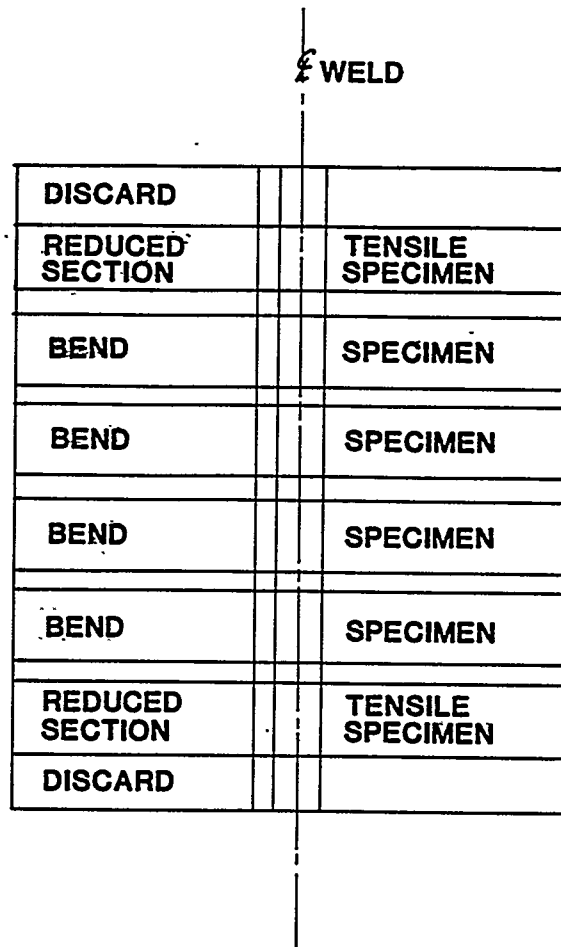 ℄ WELD
DISCARD
REDUCED TENSILE
SECTION SPECIMEN
BEND SPECIMEN
BEND SPECIMEN
BEND SPECIMEN
BEND SPECIMEN
REDUCED TENSILE
SECTION SPECIMEN
DISCARD